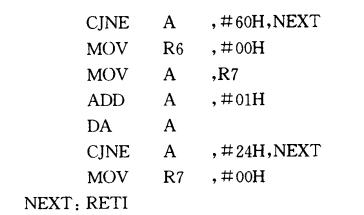 CJNE A ,#60H,NEXT
MOV R6 ,#00H
MOV A ,R7
ADD A ,#01H
DA A
CJNE A ,#24H,NEXT
MOV R7 ,#00H
NEXT: RETI